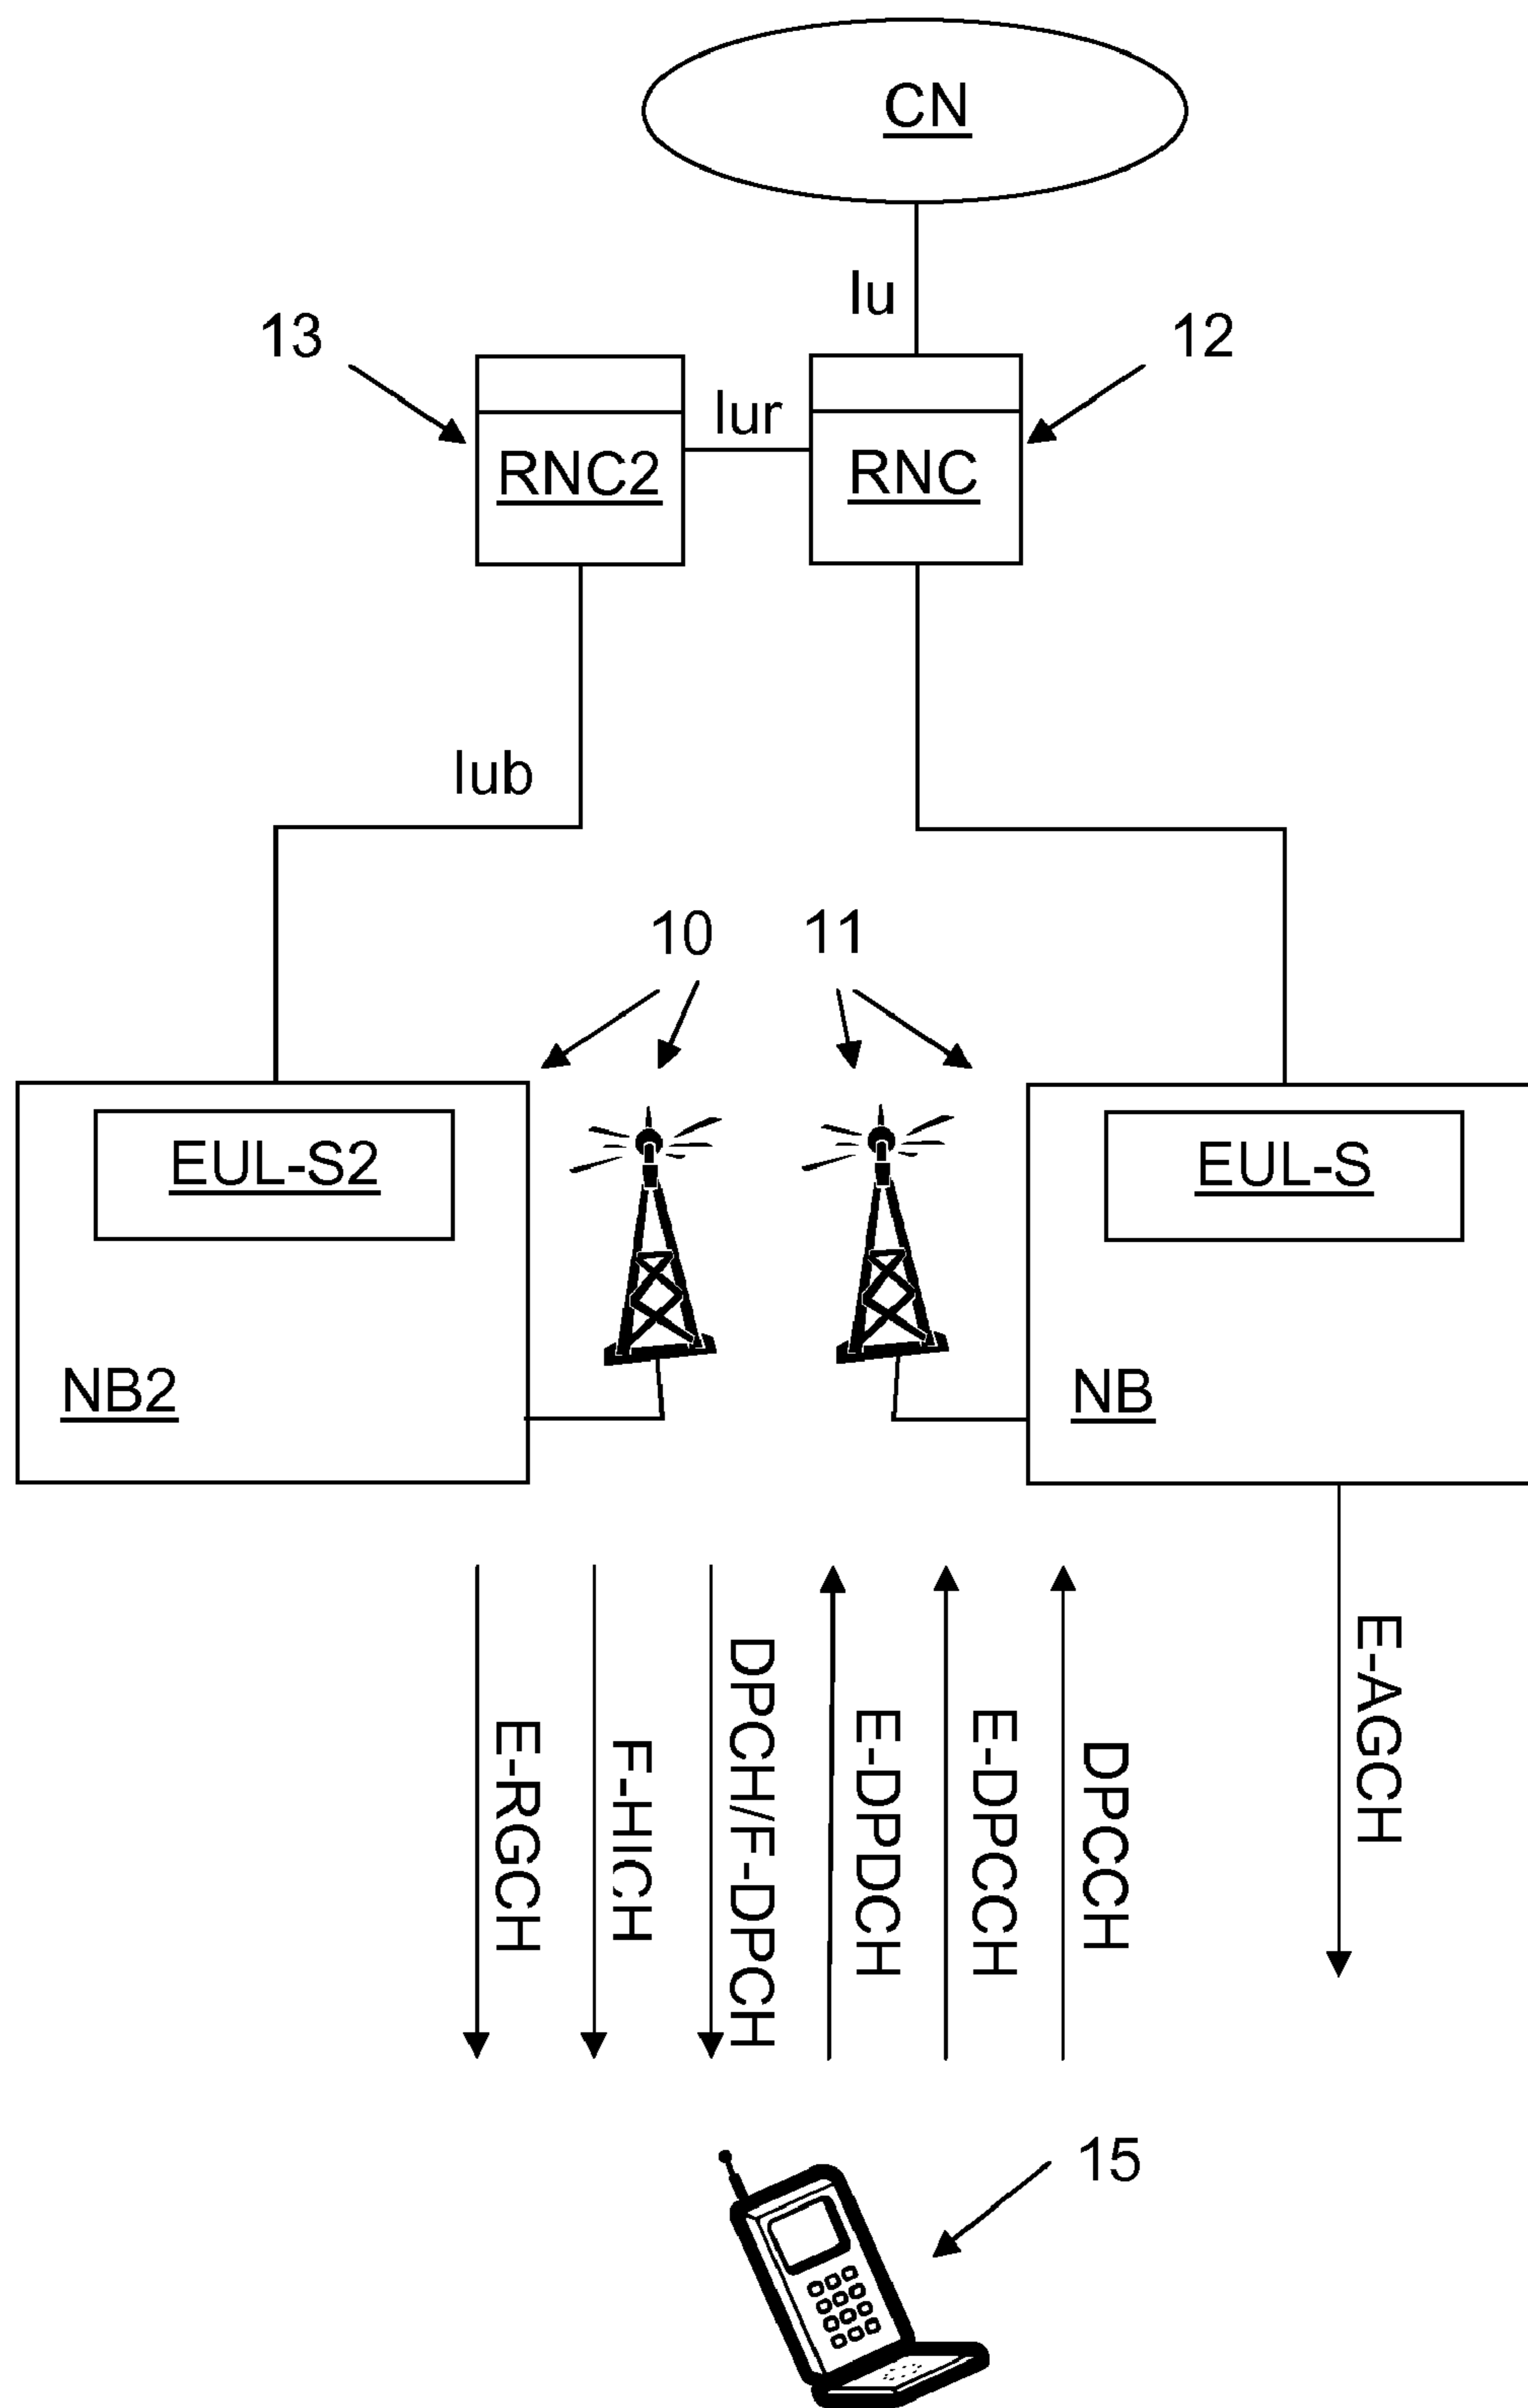 CN
Iu
13
12
Iur
RNC2
RNC
Iub
10
11
EUL-S2
EUL-S
NB2
NB
E-RGCH
F-HICH
DPCH/F-DPCH
E-DPDCH
E-DPCCH
DPCCH
E-AGCH
15